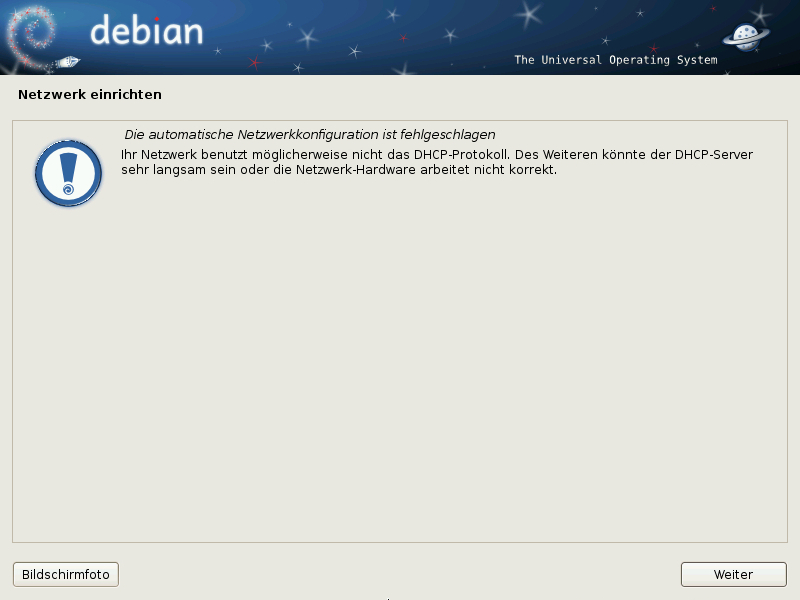 debian
The Universal Operating System
Netzwerk einrichten
Die automatische Netzwerkkonfiguration ist fehlgeschlagen
Ihr Netzwerk benutzt möglicherweise nicht das DHCP-Protokoll. Des Weiteren könnte der DHCP-Server
sehr langsam sein oder die Netzwerk-Hardware arbeitet nicht korrekt.
Bildschirmfoto
Weiter